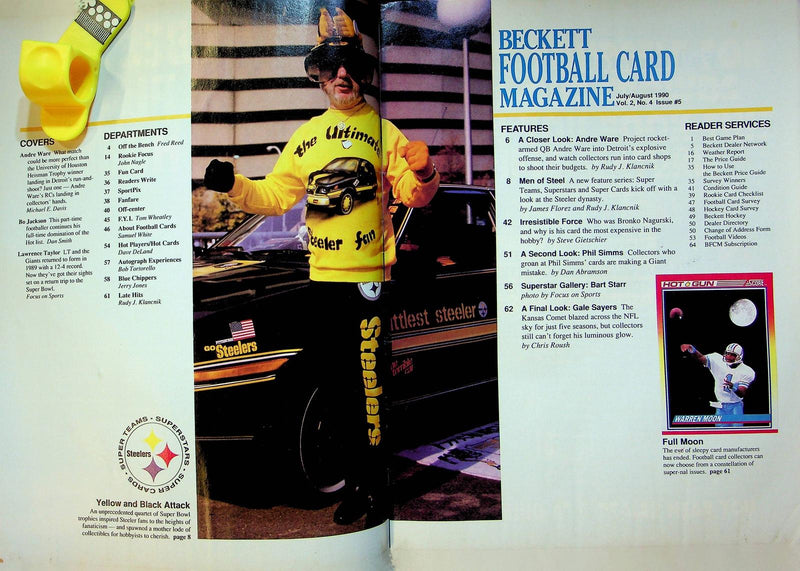 COVERS
Andre Ware What match
could be more perfect than
the University of Houston
Heisman Trophy winner
landing in Detroit's run-and-
shoot? Just one — Andre
Ware's RCs landing in
collectors' hands.
Michael E. Davis
Bo Jackson This part-time
footballer continues his
full-time domination of the
Hot list. Dan Smith
Lawrence Taylor LT and the
Giants returned to form in
1989 with a 12-4 record.
Now they've got their sights
set on a return trip to the
Super Bowl.
Focus on Sports
DEPARTMENTS
4 Off the Bench Fred Reed
14 Rookie Focus
John Nagle
35 Fun Card
36 Readers Write
37 SportPix
38 Fanfare
40 Off-center
45 F.Y.I. Tom Wheatley
46 About Football Cards
Samuel White
54 Hot Players/Hot Cards
Dave DeLand
57 Autograph Experiences
Bob Tortorello
58 Blue Chippers
Jerry Jones
61 Late Hits
Rudy J. Klancnik
SUPER TEAMS • SUPERSTARS • SUPER CARDS •
Steelers
Yellow and Black Attack
An unprecedented quartet of Super Bowl
trophies inspired Steeler fans to the heights of
fanaticism — and spawned a mother lode of
collectibles for hobbyists to cherish. page 8
the Ultimate
Steeler fan
Steelers
GO
Steelers
ttlest steeler
BECKETT
FOOTBALL CARD
MAGAZINE
July/August 1990
Vol. 2, No. 4 Issue #5
FEATURES
6 A Closer Look: Andre Ware Project rocket-
armed QB Andre Ware into Detroit's explosive
offense, and watch collectors run into card shops
to shoot their budgets. by Rudy J. Klancnik
8 Men of Steel A new feature series: Super
Teams, Superstars and Super Cards kick off with a
look at the Steeler dynasty.
by James Florez and Rudy J. Klancnik
42 Irresistible Force Who was Bronko Nagurski,
and why is his card the most expensive in the
hobby? by Steve Gietschier
51 A Second Look: Phil Simms Collectors who
groan at Phil Simms' cards are making a Giant
mistake. by Dan Abramson
56 Superstar Gallery: Bart Starr
photo by Focus on Sports
62 A Final Look: Gale Sayers The
Kansas Comet blazed across the NFL
sky for just five seasons, but collectors
still can't forget his luminous glow.
by Chris Roush
READER SERVICES
1 Best Game Plan
5 Beckett Dealer Network
16 Weather Report
17 The Price Guide
35 How to Use
the Beckett Price Guide
35 Survey Winners
41 Condition Guide
39 Rookie Card Checklist
47 Football Card Survey
48 Hockey Card Survey
49 Beckett Hockey
50 Dealer Directory
50 Change of Address Form
53 Football Videos
64 BFCM Subscription
HOT GUN
WARREN MOON
Full Moon
The eve of sleepy card manufacturers
has ended. Football card collectors can
now choose from a constellation of
super-nal issues. page 61